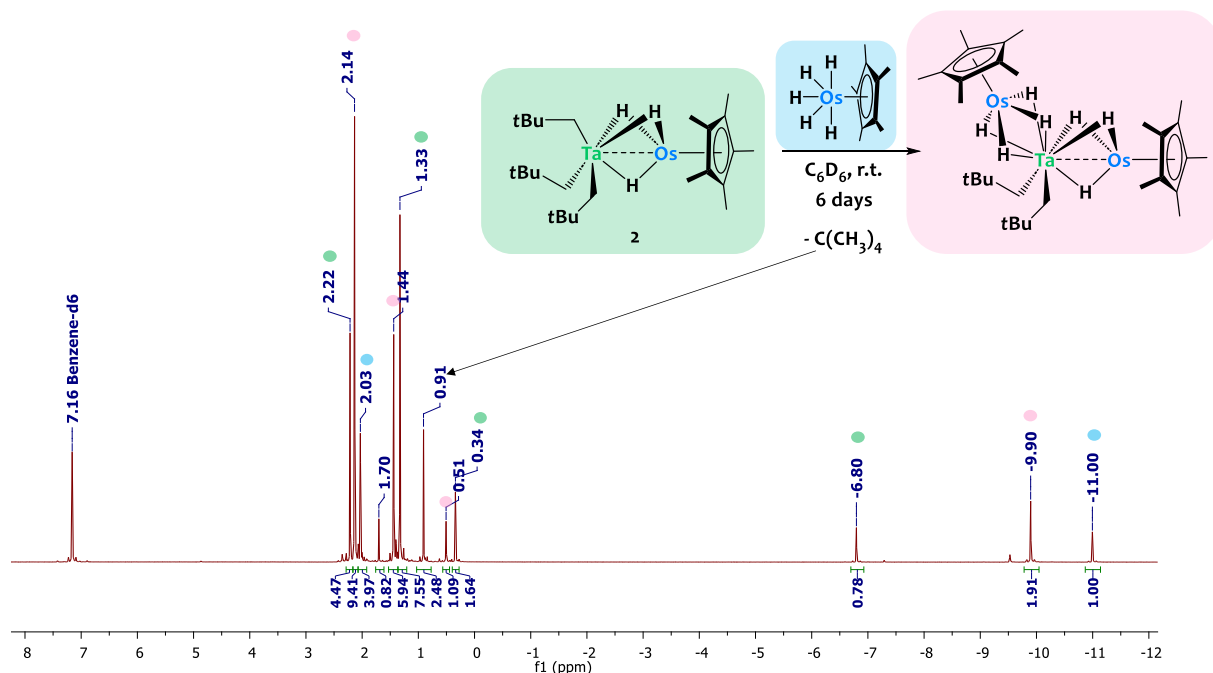 7.16 Benzene-d6
2.22
2.14
2.03
1.70
1.44
1.33
0.91
0.51
0.34
-6.80
-9.90
-11.00
tBu
tBu
tBu
Ta
H
H
H
Os
2
H
H
H
H
H
Os
C6D6, r.t.
6 days
- C(CH3)4
Os
H
H
H
H
H
H
H
H
Ta
Os
tBu
tBu
4.47
9.41
3.97
0.82
5.94
7.55
2.48
1.09
1.64
0.78
1.91
1.00
8 7 6 5 4 3 2 1 0 -1 -2 -3 -4 -5 -6 -7 -8 -9 -10 -11 -12
f1 (ppm)